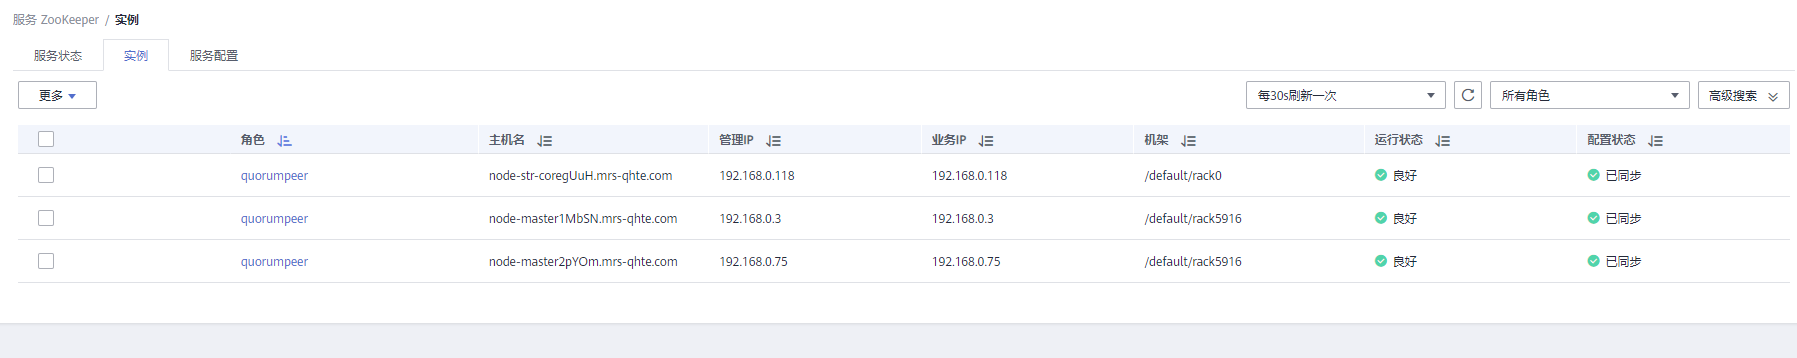 服务 ZooKeeper / 实例
服务状态 实例 服务配置
更多 每30s刷新一次 所有角色 高级搜索
角色 主机名 管理IP 业务IP 机架 运行状态 配置状态
quorumpeer node-str-coregUuH.mrs-qhte.com 192.168.0.118 192.168.0.118 /default/rack0 良好 已同步
quorumpeer node-master1MbSN.mrs-qhte.com 192.168.0.3 192.168.0.3 /default/rack5916 良好 已同步
quorumpeer node-master2pYOm.mrs-qhte.com 192.168.0.75 192.168.0.75 /default/rack5916 良好 已同步